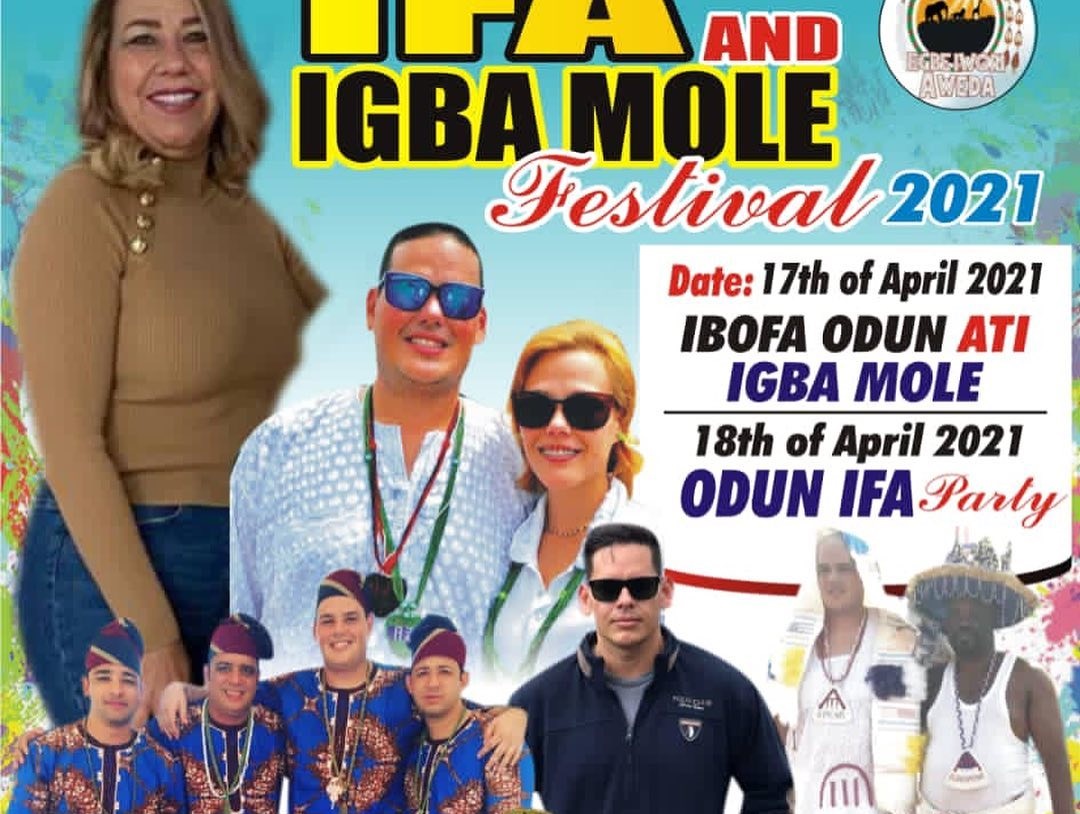 IFA AND
IGBA MOLE
Festival 2021
EGBE-IWORI
AWEDA
Date: 17th of April 2021
IBOFA ODUN ATI
IGBA MOLE
18th of April 2021
ODUN IFA Party